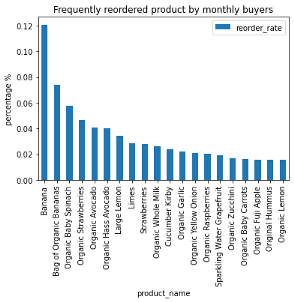 Frequently reordered product by monthly buyers
reorder_rate
percentage %
0.12
0.10
0.08
0.06
0.04
0.02
0.00
Banana
Bag of Organic Bananas
Organic Baby Spinach
Organic Strawberries
Organic Avocado
Organic Hass Avocado
Large Lemon
Limes
Strawberries
Organic Whole Milk
Cucumber Kirby
Organic Garlic
Organic Yellow Onion
Organic Raspberries
Sparkling Water Grapefruit
Organic Zucchini
Organic Baby Carrots
Organic Fuji Apple
Original Hummus
Organic Lemon
product_name